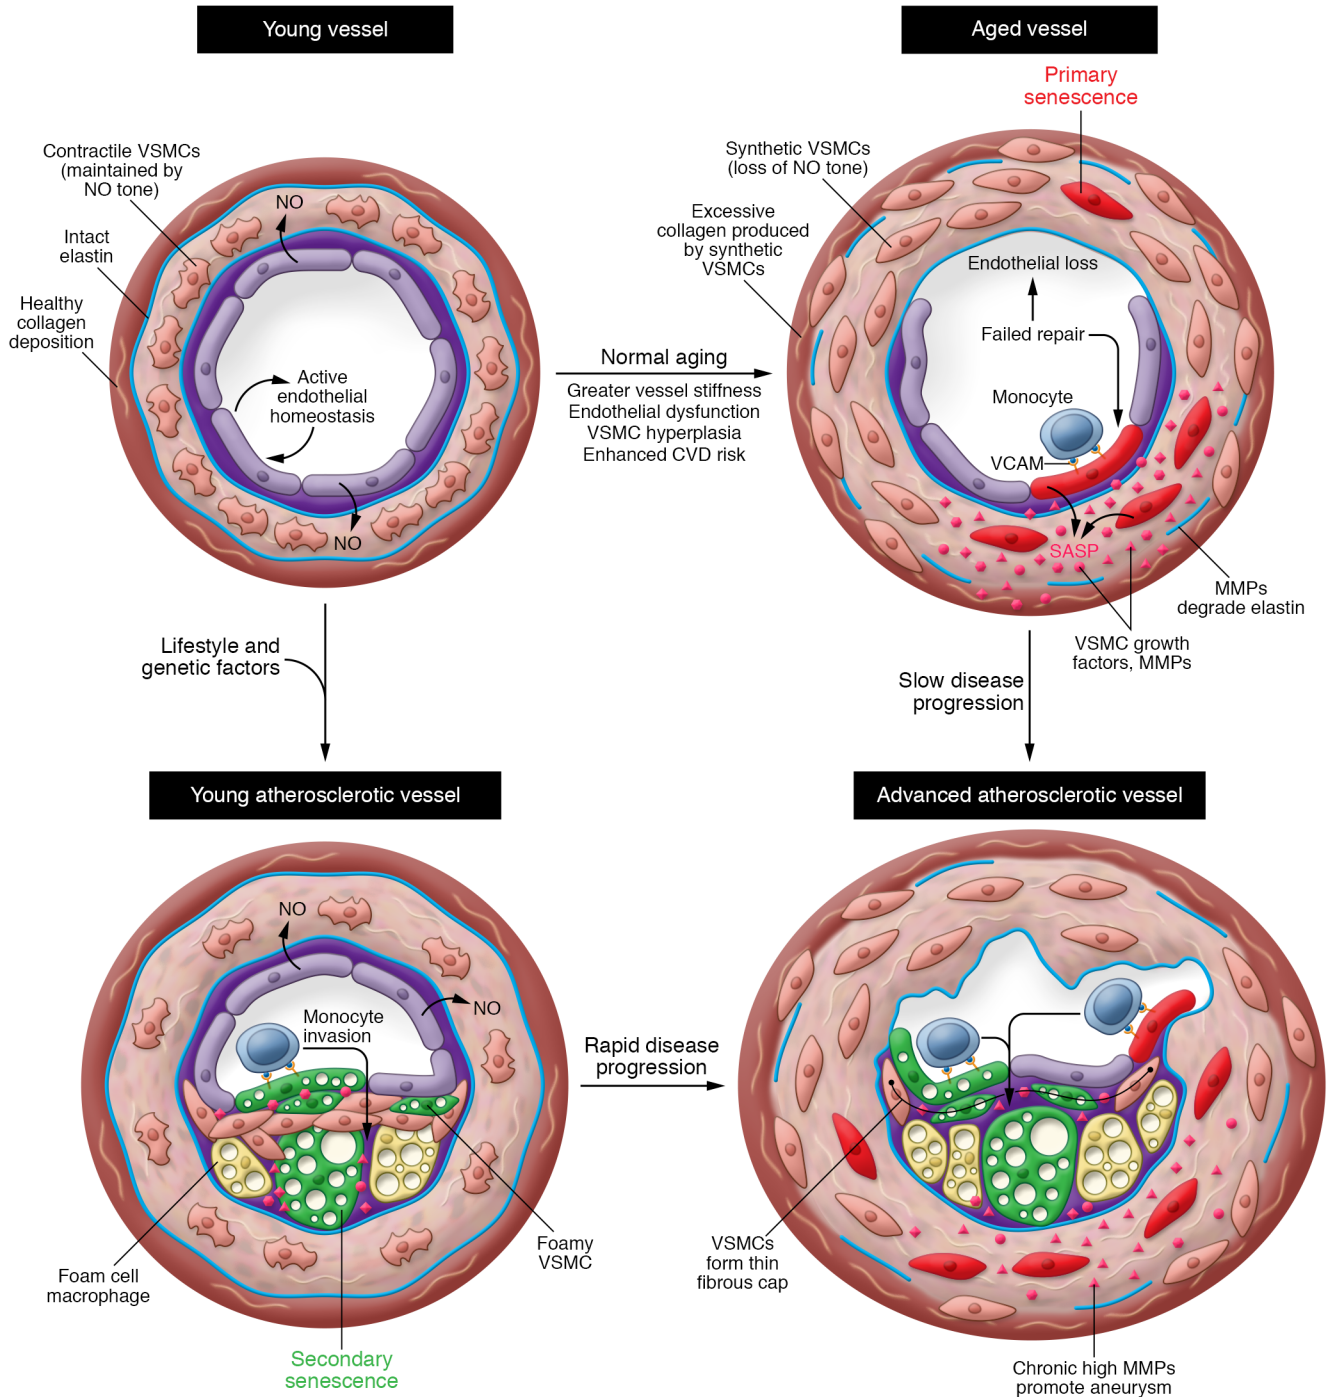 Young vessel
Contractile VSMCs
(maintained by
NO tone)
Intact
elastin
Healthy
collagen
deposition
NO
Active
endothelial
homeostasis
NO
Normal aging
Greater vessel stiffness
Endothelial dysfunction
VSMC hyperplasia
Enhanced CVD risk
Aged vessel
Primary
senescence
Synthetic VSMCs
(loss of NO tone)
Excessive
collagen produced
by synthetic
VSMCs
Endothelial loss
Failed repair
Monocyte
VCAM
SASP
MMPs
degrade elastin
VSMC growth
factors, MMPs
Lifestyle and
genetic factors
Slow disease
progression
Young atherosclerotic vessel
NO
NO
Monocyte
invasion
Foam cell
macrophage
Foamy
VSMC
Secondary
senescence
Rapid disease
progression
Advanced atherosclerotic vessel
VSMCs
form thin
fibrous cap
Chronic high MMPs
promote aneurysm